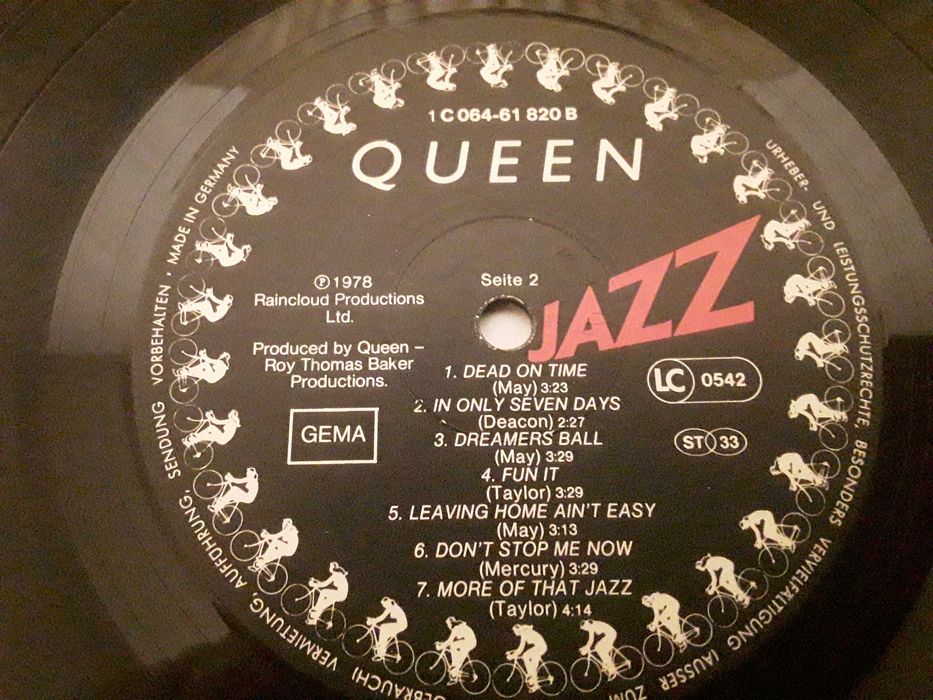 1 C 064-61 820 B
QUEEN
JAZZ
Seite 2
℗ 1978
Raincloud Productions
Ltd.
Produced by Queen –
Roy Thomas Baker
Productions.
GEMA
LC 0542
ST 33
1. DEAD ON TIME
(May) 3:23
2. IN ONLY SEVEN DAYS
(Deacon) 2:27
3. DREAMERS BALL
(May) 3:29
4. FUN IT
(Taylor) 3:29
5. LEAVING HOME AIN'T EASY
(May) 3:13
6. DON'T STOP ME NOW
(Mercury) 3:29
7. MORE OF THAT JAZZ
(Taylor) 4:14
URHEBER- UND LEISTUNGSSCHUTZRECHTE, BESONDERS VERVIELFÄLTIGUNG (AUSSER ZUM
GEBRAUCH) VERMIETUNG, AUFFÜHRUNG, SENDUNG VORBEHALTEN · MADE IN GERMANY